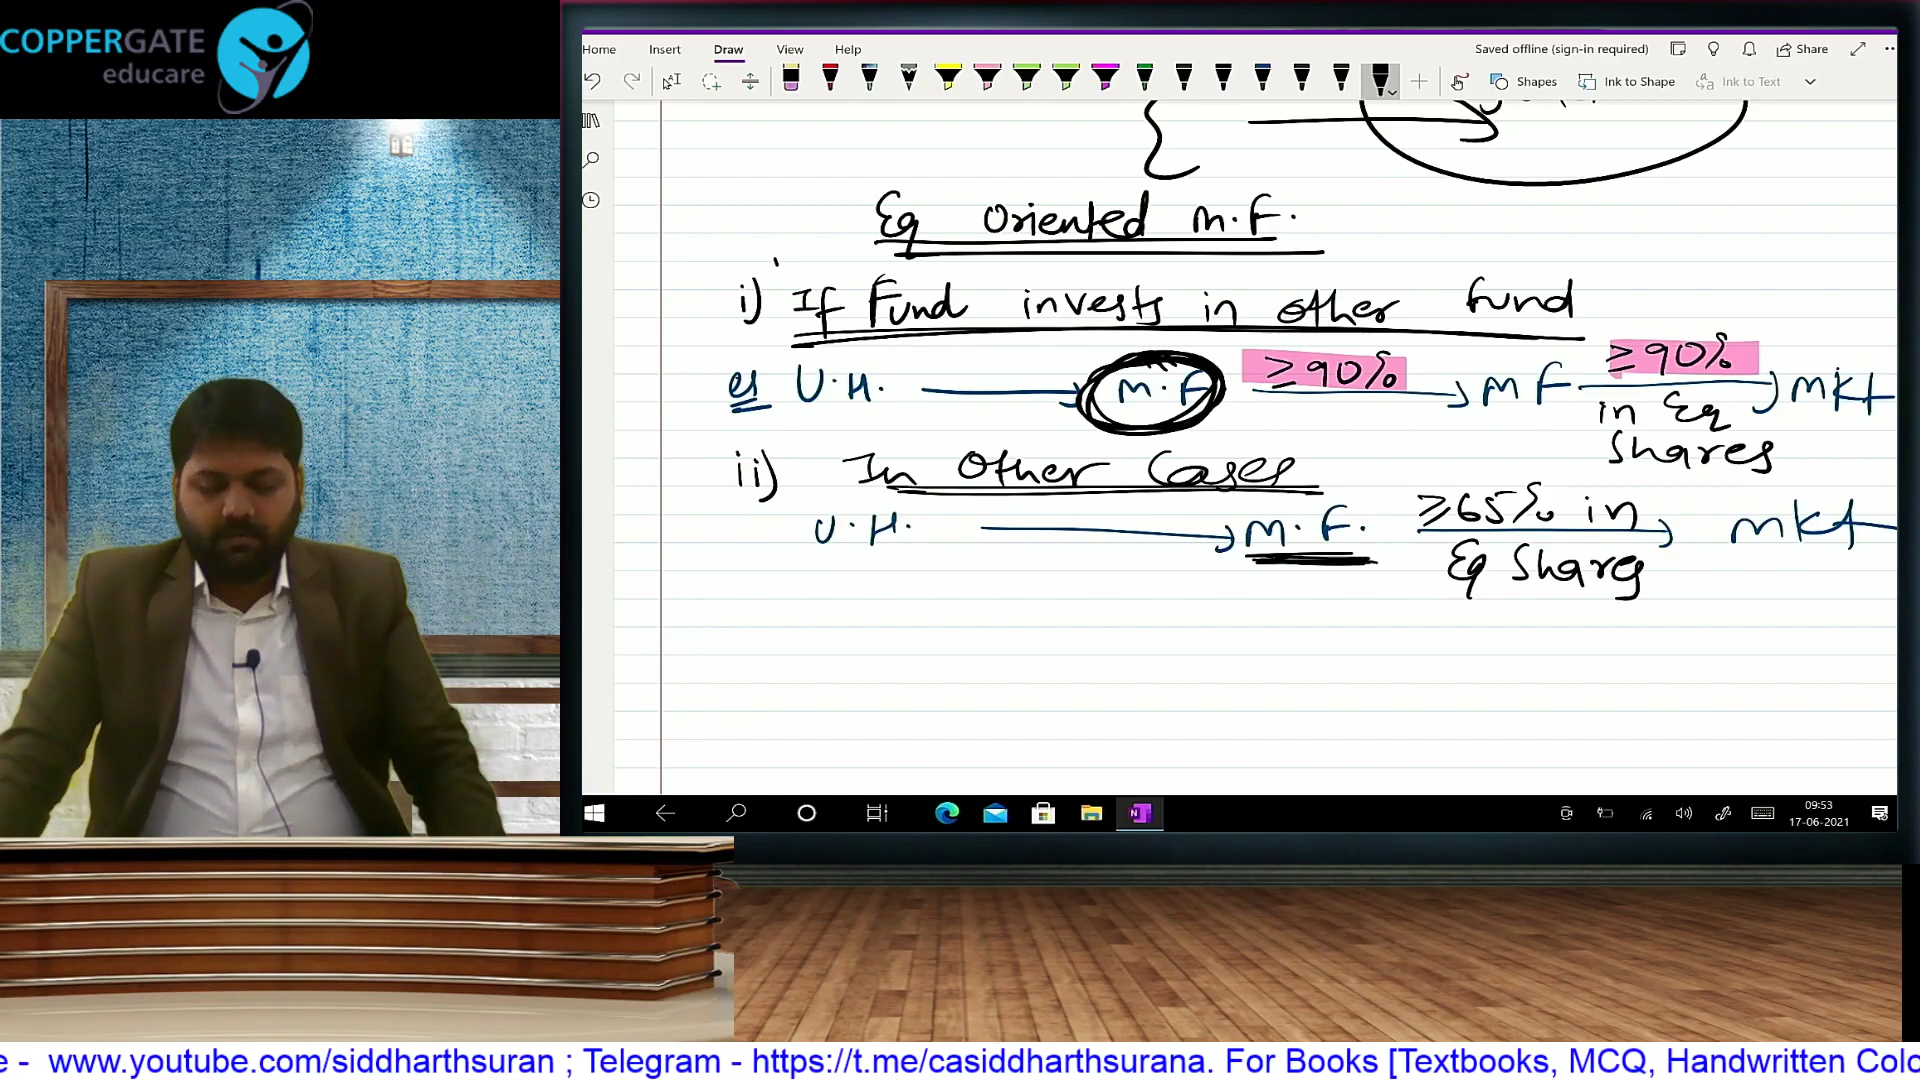 COPPERGATE
educare
Home Insert Draw View Help
Saved offline (sign-in required) Share
Shapes Ink to Shape Ink to Text
Eq Oriented M.F.
i) If Fund invests in other fund
eg U.H. M.F ≥90% MF ≥90% Mkt
in Eq
Shares
ii) In Other Cases
U.H. M.F. ≥65% in Mkt
Eq Shares
09:53
17-06-2021
e - www.youtube.com/siddharthsuran ; Telegram - https://t.me/casiddharthsurana. For Books [Textbooks, MCQ, Handwritten Colo